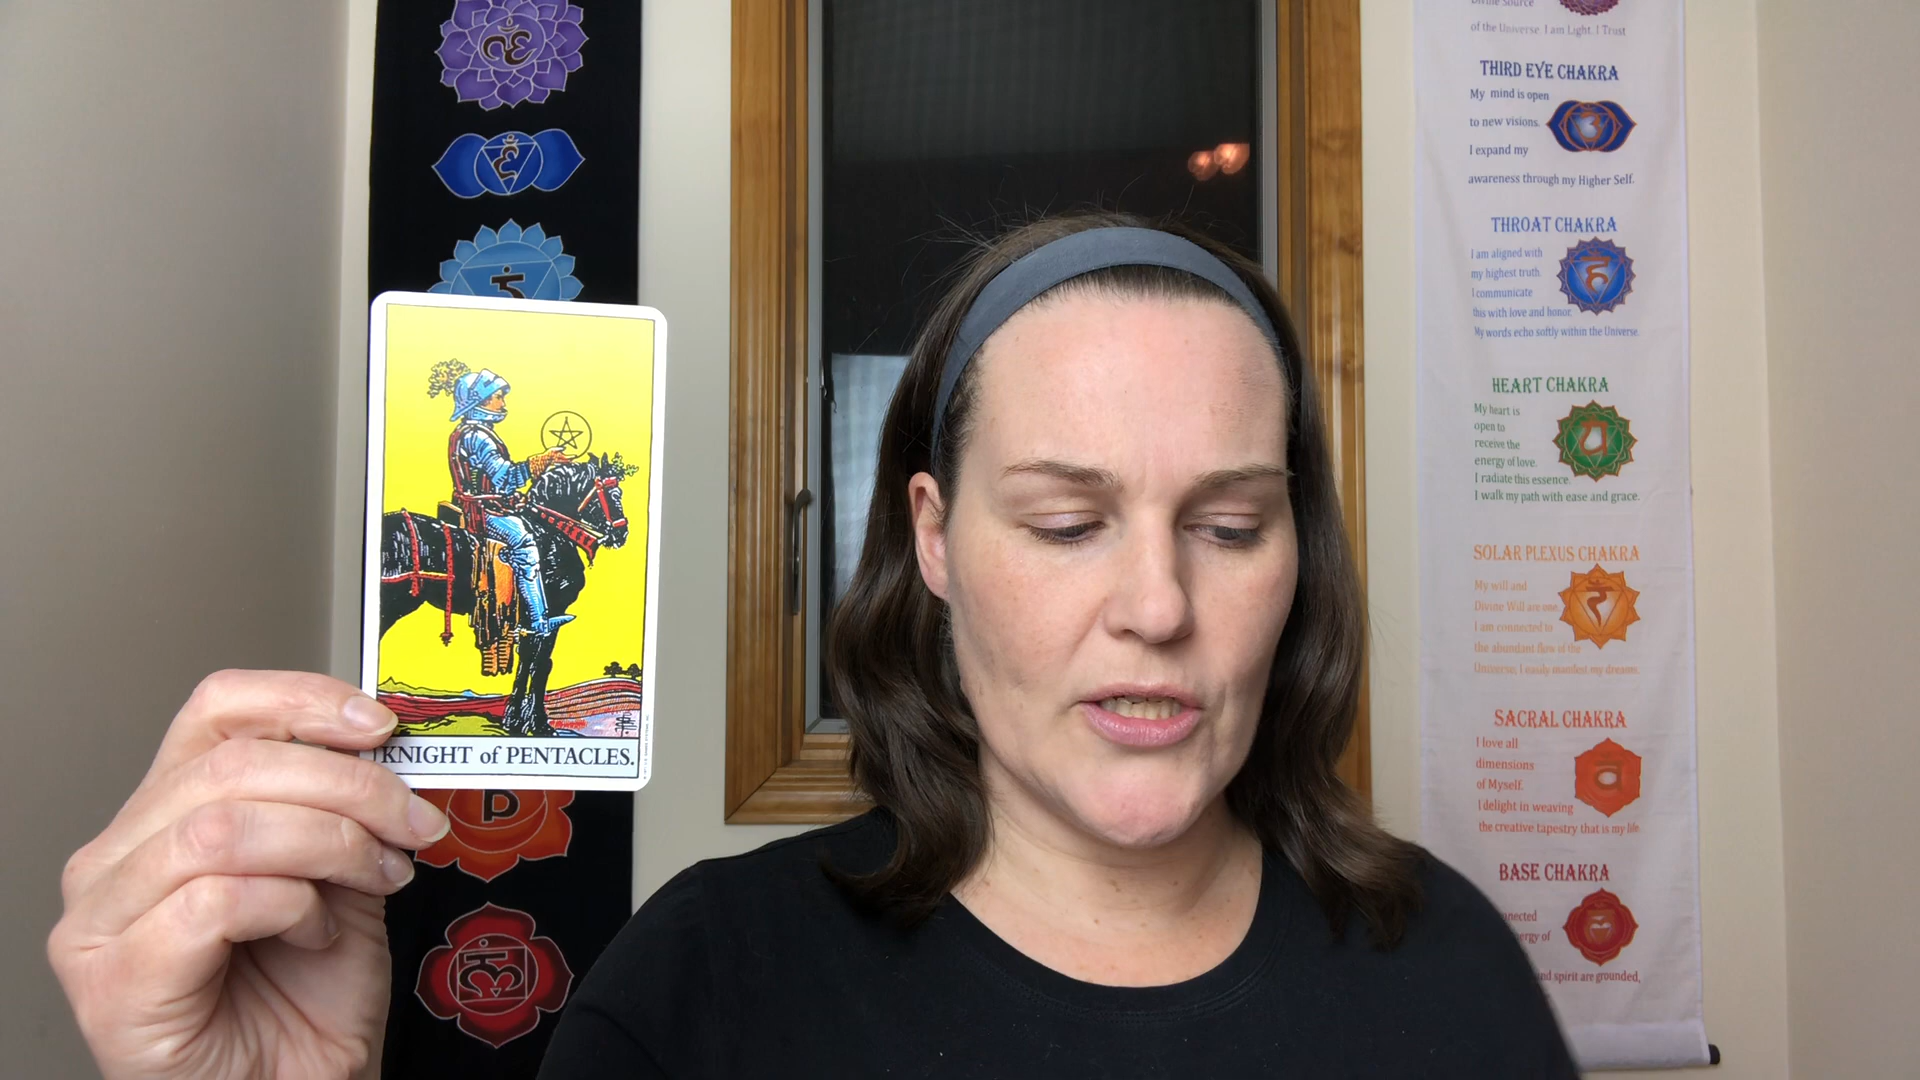 KNIGHT of PENTACLES.
Divine Source
of the Universe. I am Light. I Trust
THIRD EYE CHAKRA
My mind is open
to new visions.
I expand my
awareness through my Higher Self.
THROAT CHAKRA
I am aligned with
my highest truth.
I communicate
this with love and honor.
My words echo softly within the Universe.
HEART CHAKRA
My heart is
open to
receive the
energy of love.
I radiate this essence.
I walk my path with ease and grace.
SOLAR PLEXUS CHAKRA
My will and
Divine Will are one.
I am connected to
the abundant flow of the
Universe, I easily manifest my dreams.
SACRAL CHAKRA
I love all
dimensions
of Myself.
I delight in weaving
the creative tapestry that is my life
BASE CHAKRA
of
spirit are grounded,